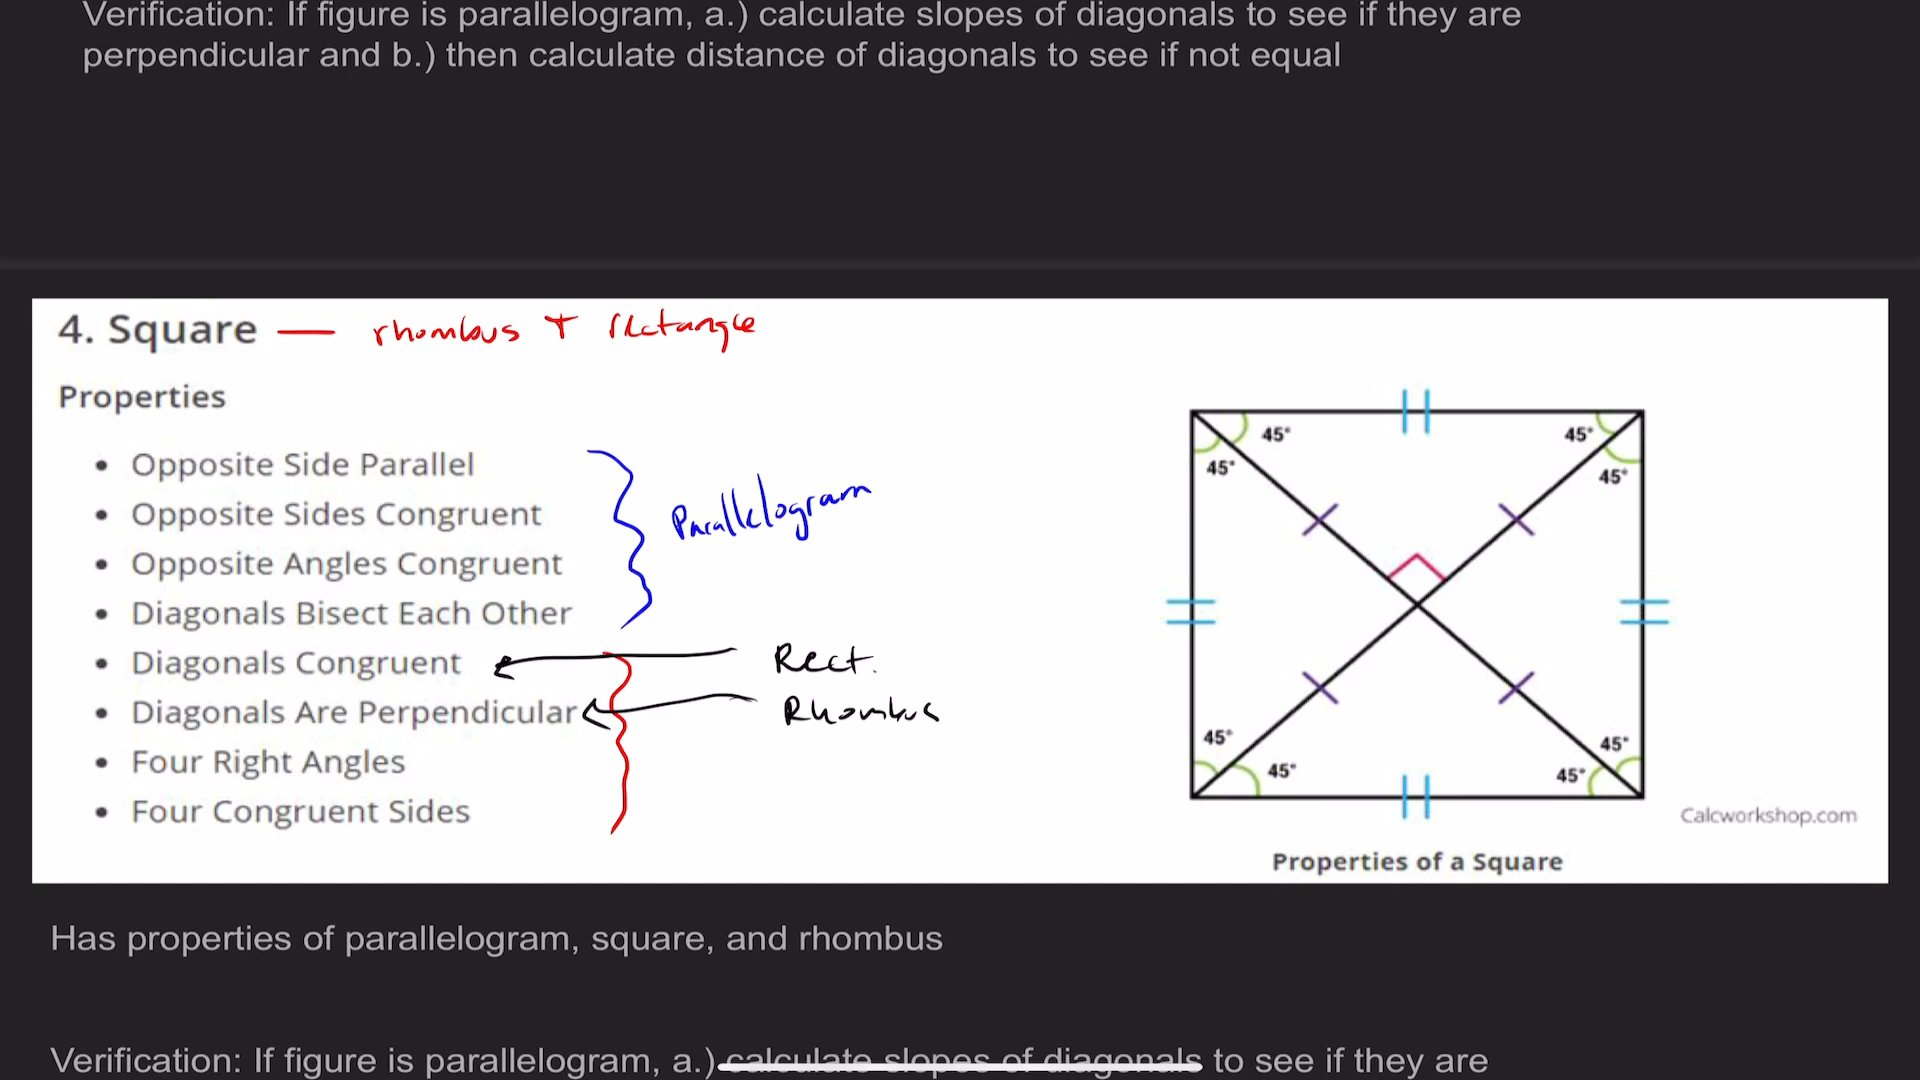 Verification: If figure is parallelogram, a.) calculate slopes of diagonals to see if they are
perpendicular and b.) then calculate distance of diagonals to see if not equal
4. Square — rhombus + rectangle
Properties
• Opposite Side Parallel
• Opposite Sides Congruent
• Opposite Angles Congruent
• Diagonals Bisect Each Other
Parallelogram
• Diagonals Congruent
Rect.
• Diagonals Are Perpendicular
Rhombus
• Four Right Angles
• Four Congruent Sides
45° 45°
45° 45°
45° 45°
45° 45°
Calcworkshop.com
Properties of a Square
Has properties of parallelogram, square, and rhombus
Verification: If figure is parallelogram, a.) calculate slopes of diagonals to see if they are